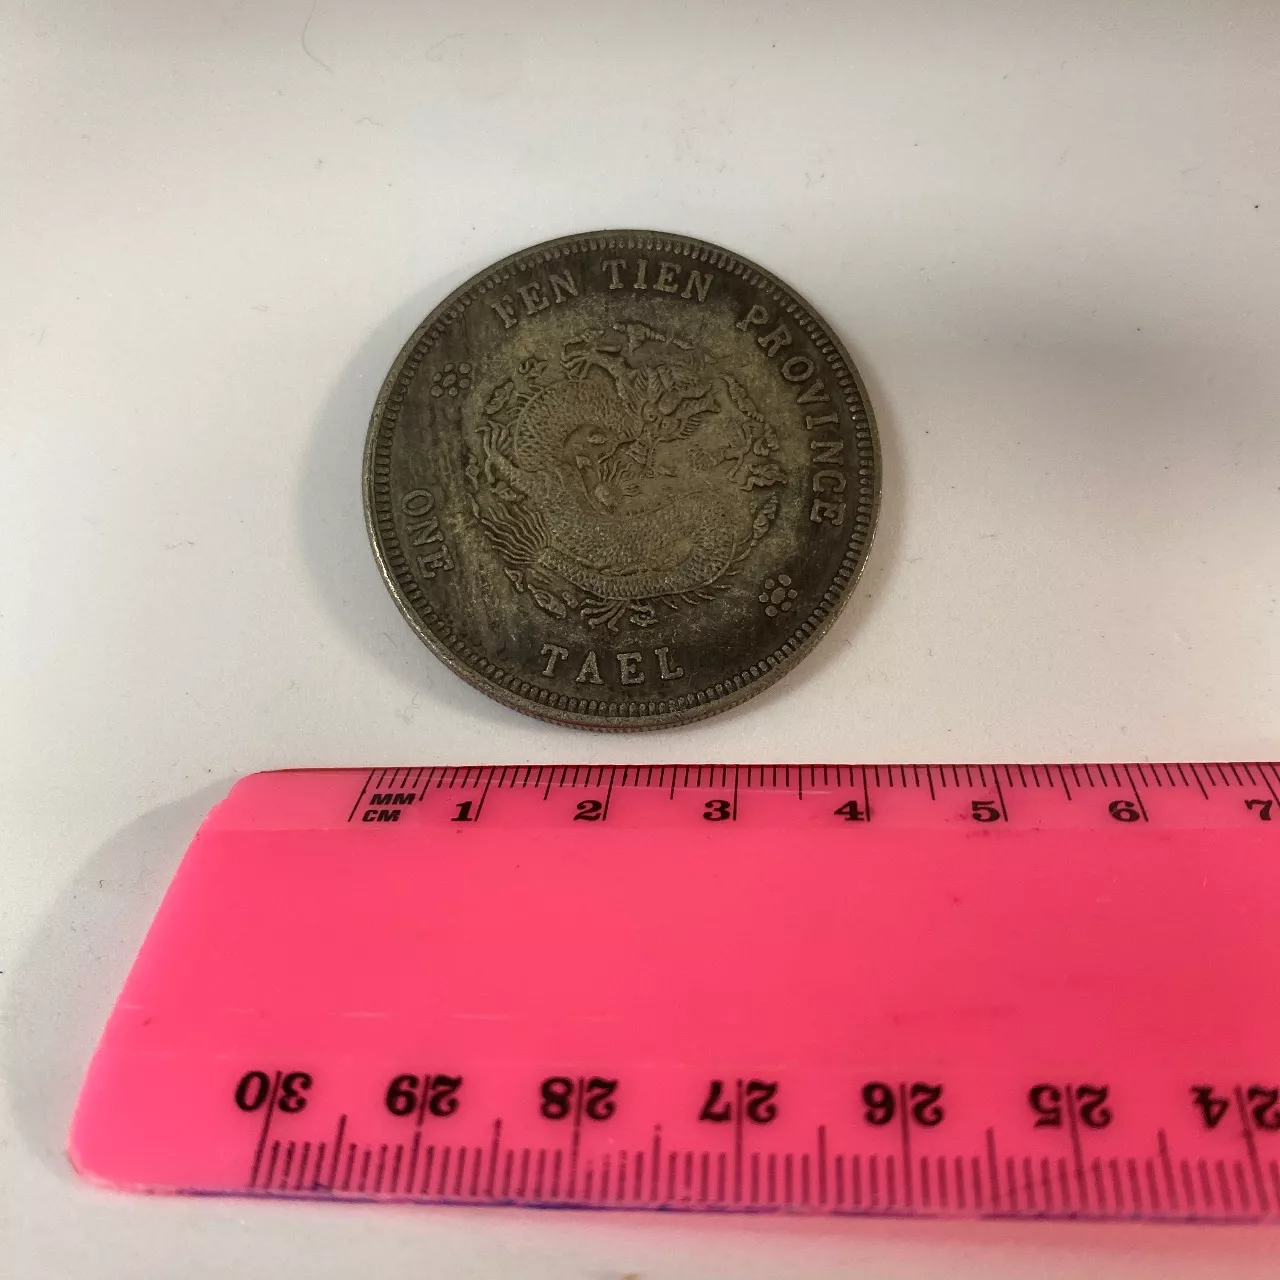 FEN TIEN PROVINCE
ONE TAEL
MM 1 2 3 4 5 6 7
CM
30 29 28 27 26 25 24